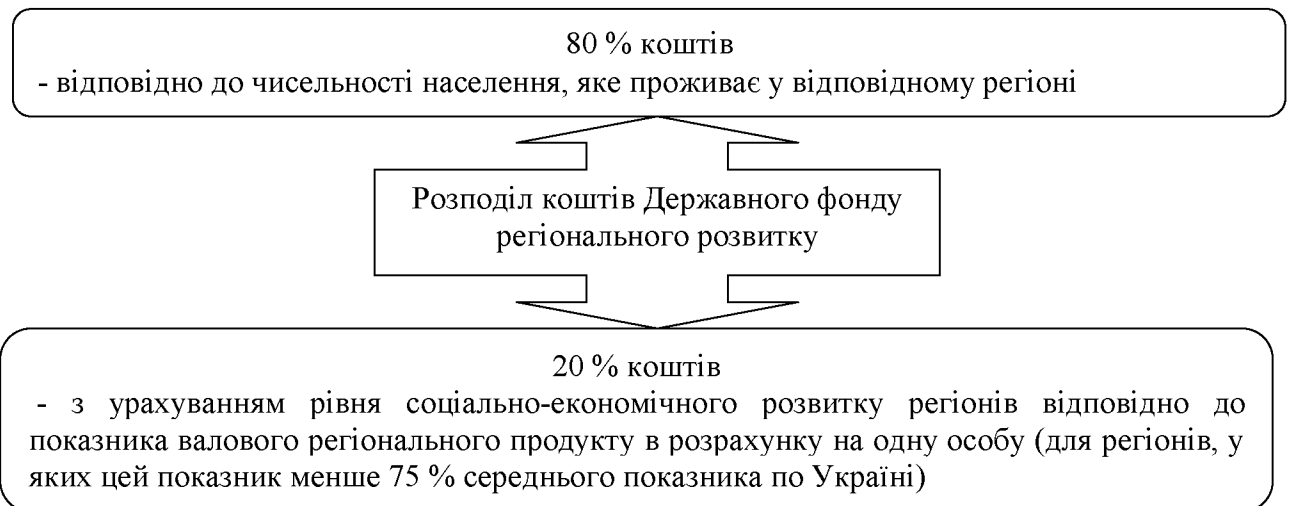 80 % коштів
- відповідно до чисельності населення, яке проживає у відповідному регіоні
Розподіл коштів Державного фонду
регіонального розвитку
20 % коштів
- з урахуванням рівня соціально-економічного розвитку регіонів відповідно до
показника валового регіонального продукту в розрахунку на одну особу (для регіонів, у
яких цей показник менше 75 % середнього показника по Україні)